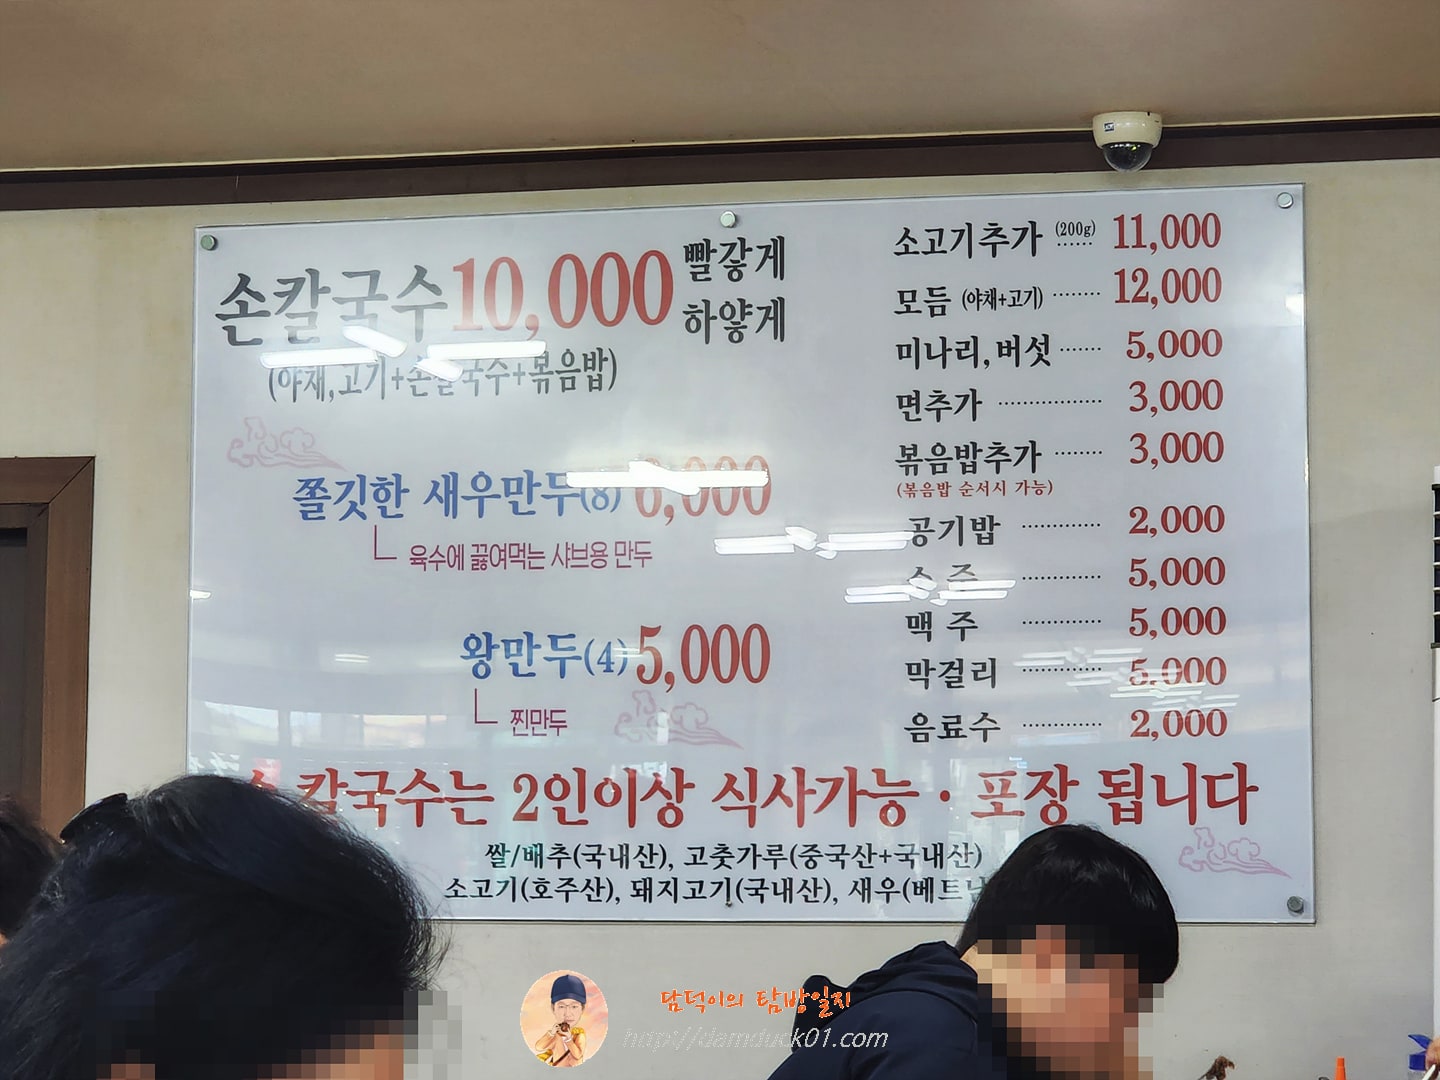 손칼국수 10,000 빨갛게 하얗게
(야채,고기+손칼국수+볶음밥)
쫄깃한 새우만두(8) 6,000
육수에 끓여먹는 샤브용 만두
왕만두(4) 5,000
찐만두
소고기추가 (200g) 11,000
모듬 (야채+고기) 12,000
미나리,버섯 5,000
면추가 3,000
볶음밥추가 3,000
(볶음밥 순서시 가능)
공기밥 2,000
소 주 5,000
맥 주 5,000
막걸리 5,000
음료수 2,000
칼국수는 2인이상 식사가능 · 포장 됩니다
쌀/배추(국내산), 고춧가루(중국산+국내산)
소고기(호주산), 돼지고기(국내산), 새우(베트
담덕이의 탐방일지
http://damduck01.com